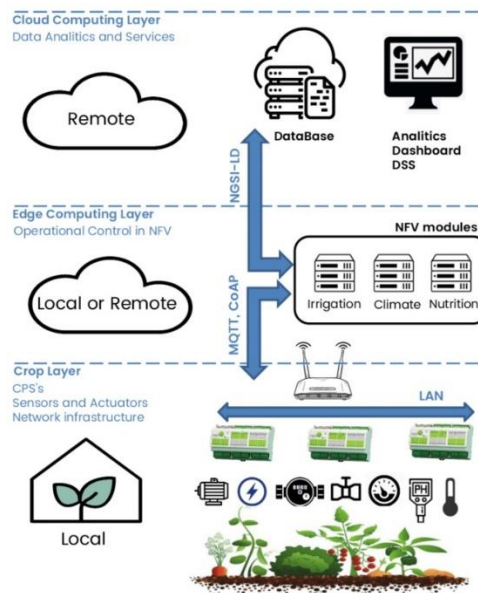 Cloud Computing Layer
Data Analitics and Services
Remote
DataBase
Analitics
Dashboard
DSS
NGSI-LD
Edge Computing Layer
Operational Control in NFV
NFV modules
Local or Remote
Irrigation
Climate
Nutrition
MQTT, CoAP
Crop Layer
CPS's
Sensors and Actuators
Network infrastructure
LAN
PH
Local